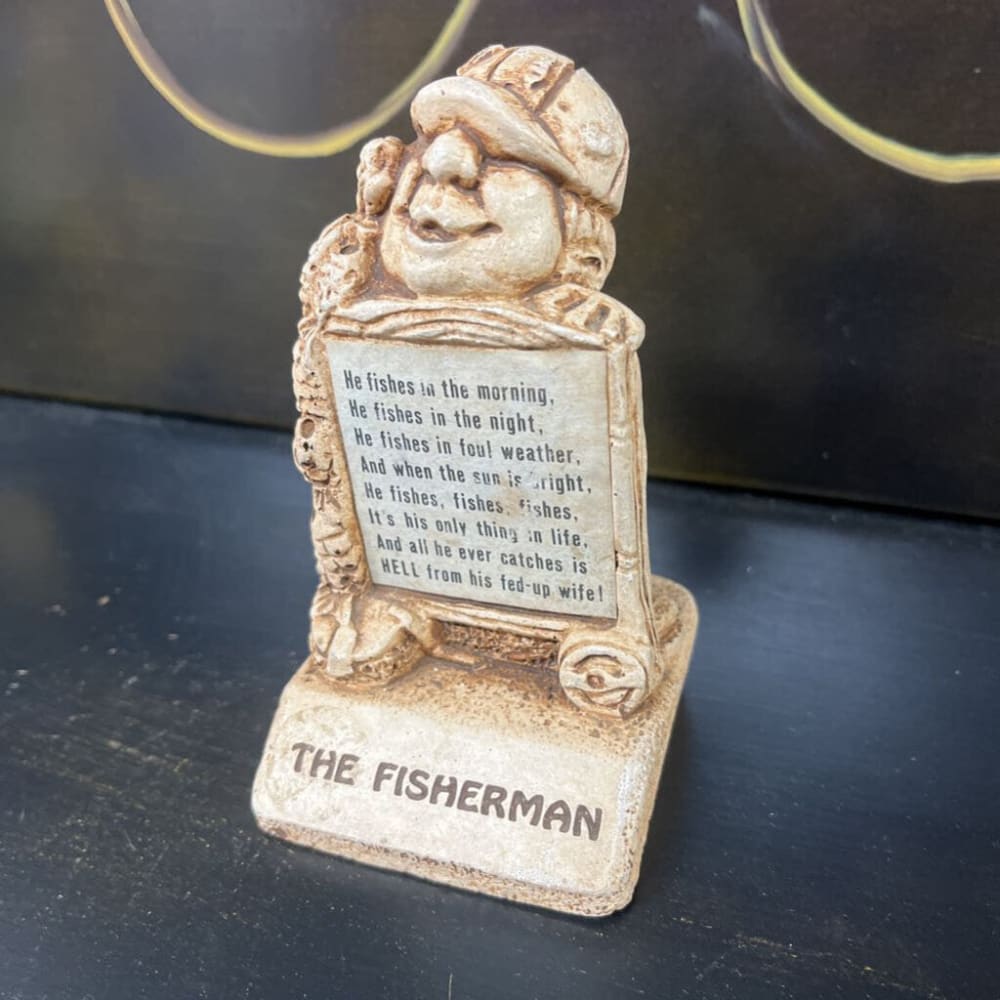 He fishes in the morning,
He fishes in the night,
He fishes in foul weather,
And when the sun is bright,
He fishes, fishes, fishes,
It's his only thing in life,
And all he ever catches is
HELL from his fed-up wife!
THE FISHERMAN